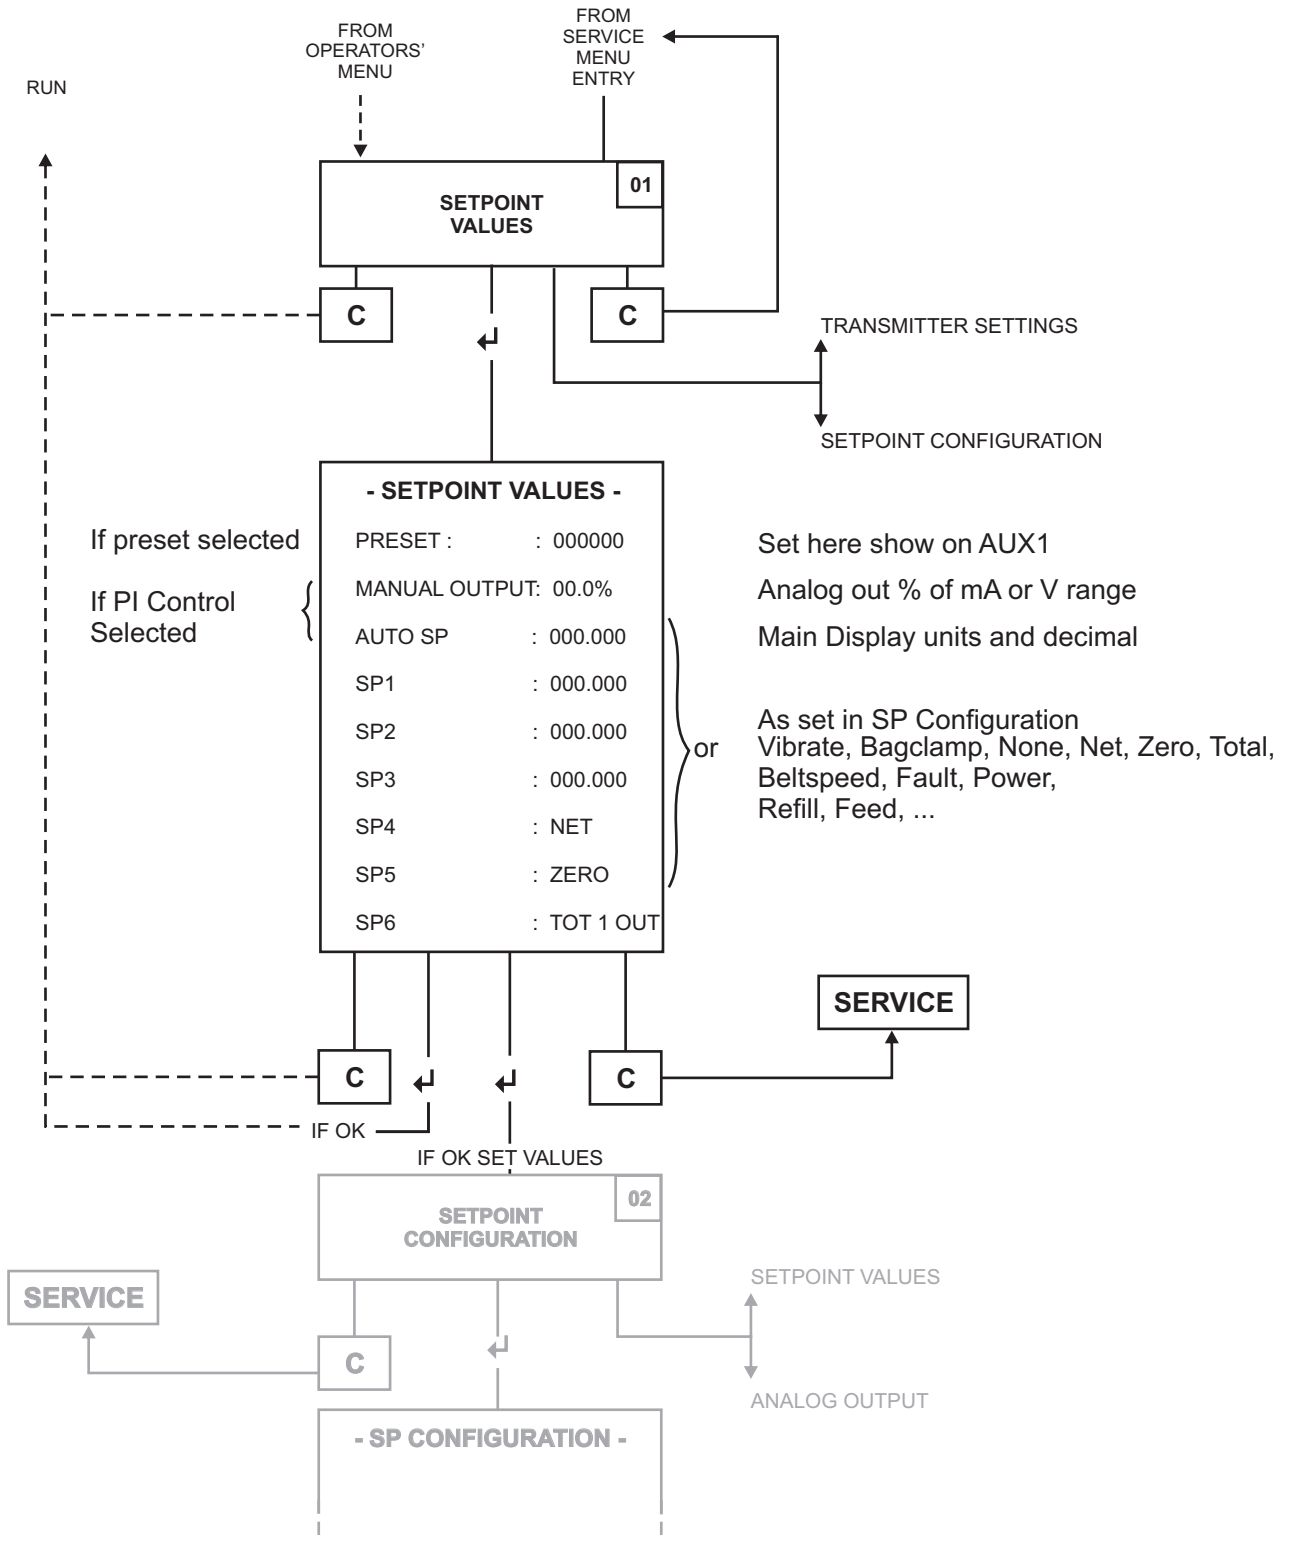 FROM
OPERATORS'
MENU
FROM
SERVICE
MENU
ENTRY
RUN
01
SETPOINT
VALUES
C
C
TRANSMITTER SETTINGS
SETPOINT CONFIGURATION
- SETPOINT VALUES -
If preset selected
PRESET : : 000000
Set here show on AUX1
If PI Control
Selected
MANUAL OUTPUT: 00.0%
Analog out % of mA or V range
AUTO SP : 000.000
Main Display units and decimal
SP1 : 000.000
SP2 : 000.000
SP3 : 000.000
SP4 : NET
SP5 : ZERO
SP6 : TOT 1 OUT
or
As set in SP Configuration
Vibrate, Bagclamp, None, Net, Zero, Total,
Beltspeed, Fault, Power,
Refill, Feed, ...
SERVICE
C
C
IF OK
IF OK SET VALUES
02
SETPOINT
CONFIGURATION
SERVICE
C
SETPOINT VALUES
ANALOG OUTPUT
- SP CONFIGURATION -